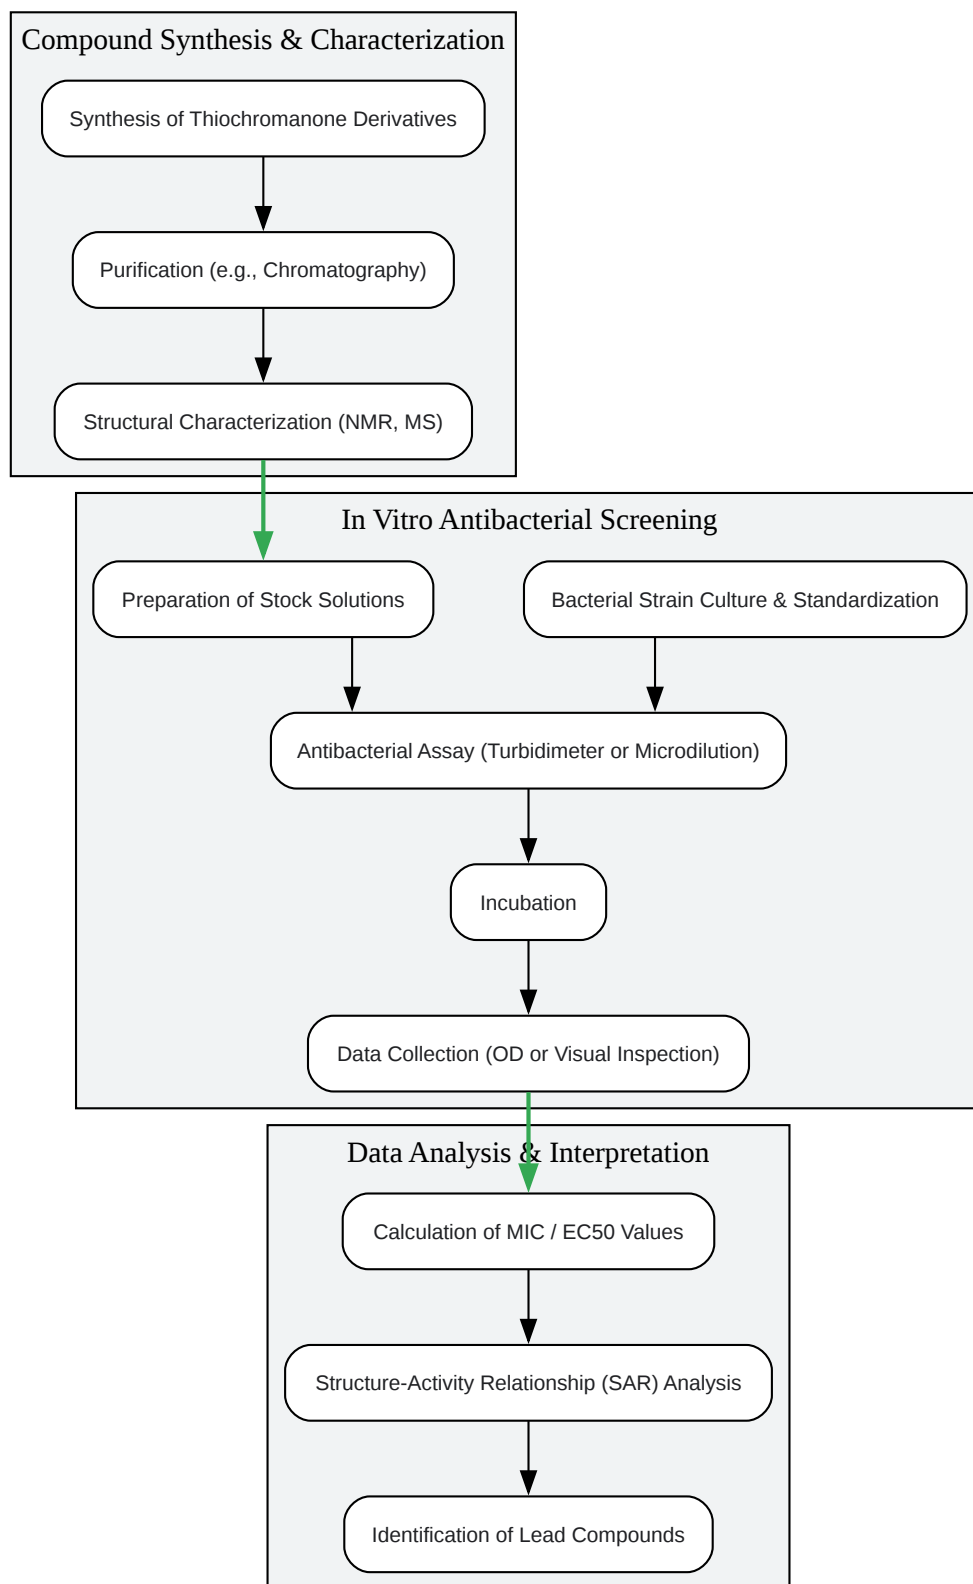 Compound Synthesis & Characterization
Synthesis of Thiochromanone Derivatives
Purification (e.g., Chromatography)
Structural Characterization (NMR, MS)
In Vitro Antibacterial Screening
Preparation of Stock Solutions
Bacterial Strain Culture & Standardization
Antibacterial Assay (Turbidimeter or Microdilution)
Incubation
Data Collection (OD or Visual Inspection)
Data Analysis & Interpretation
Calculation of MIC / EC50 Values
Structure-Activity Relationship (SAR) Analysis
Identification of Lead Compounds